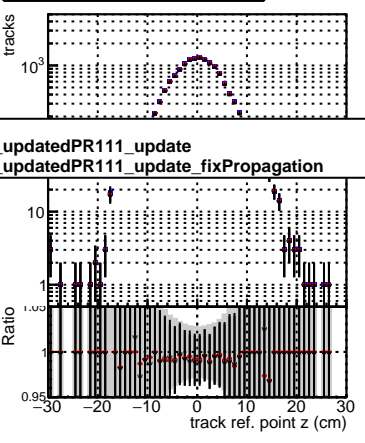 tracks
10³
_updatedPR111_update
_updatedPR111_update_fixPropagation
10
1
1.05
Ratio
1
0.95
−30 −20 −10 0 10 20 30
track ref. point z (cm)